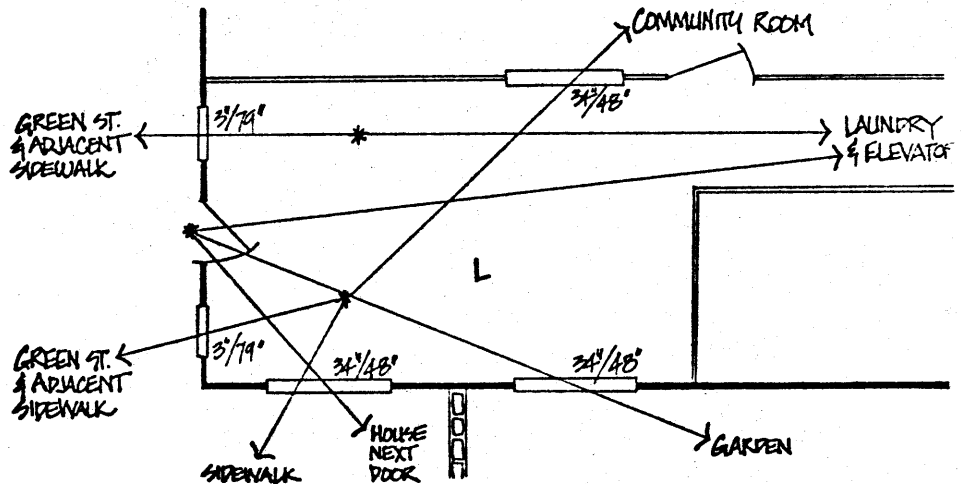 COMMUNITY ROOM
34"/48"
3"/79"
GREEN ST.
& ADJACENT
SIDEWALK
LAUNDRY
& ELEVATOR
L
3"/79"
GREEN ST.
& ADJACENT
SIDEWALK
34"/48"
34"/48"
HOUSE
NEXT
DOOR
GARDEN
SIDEWALK